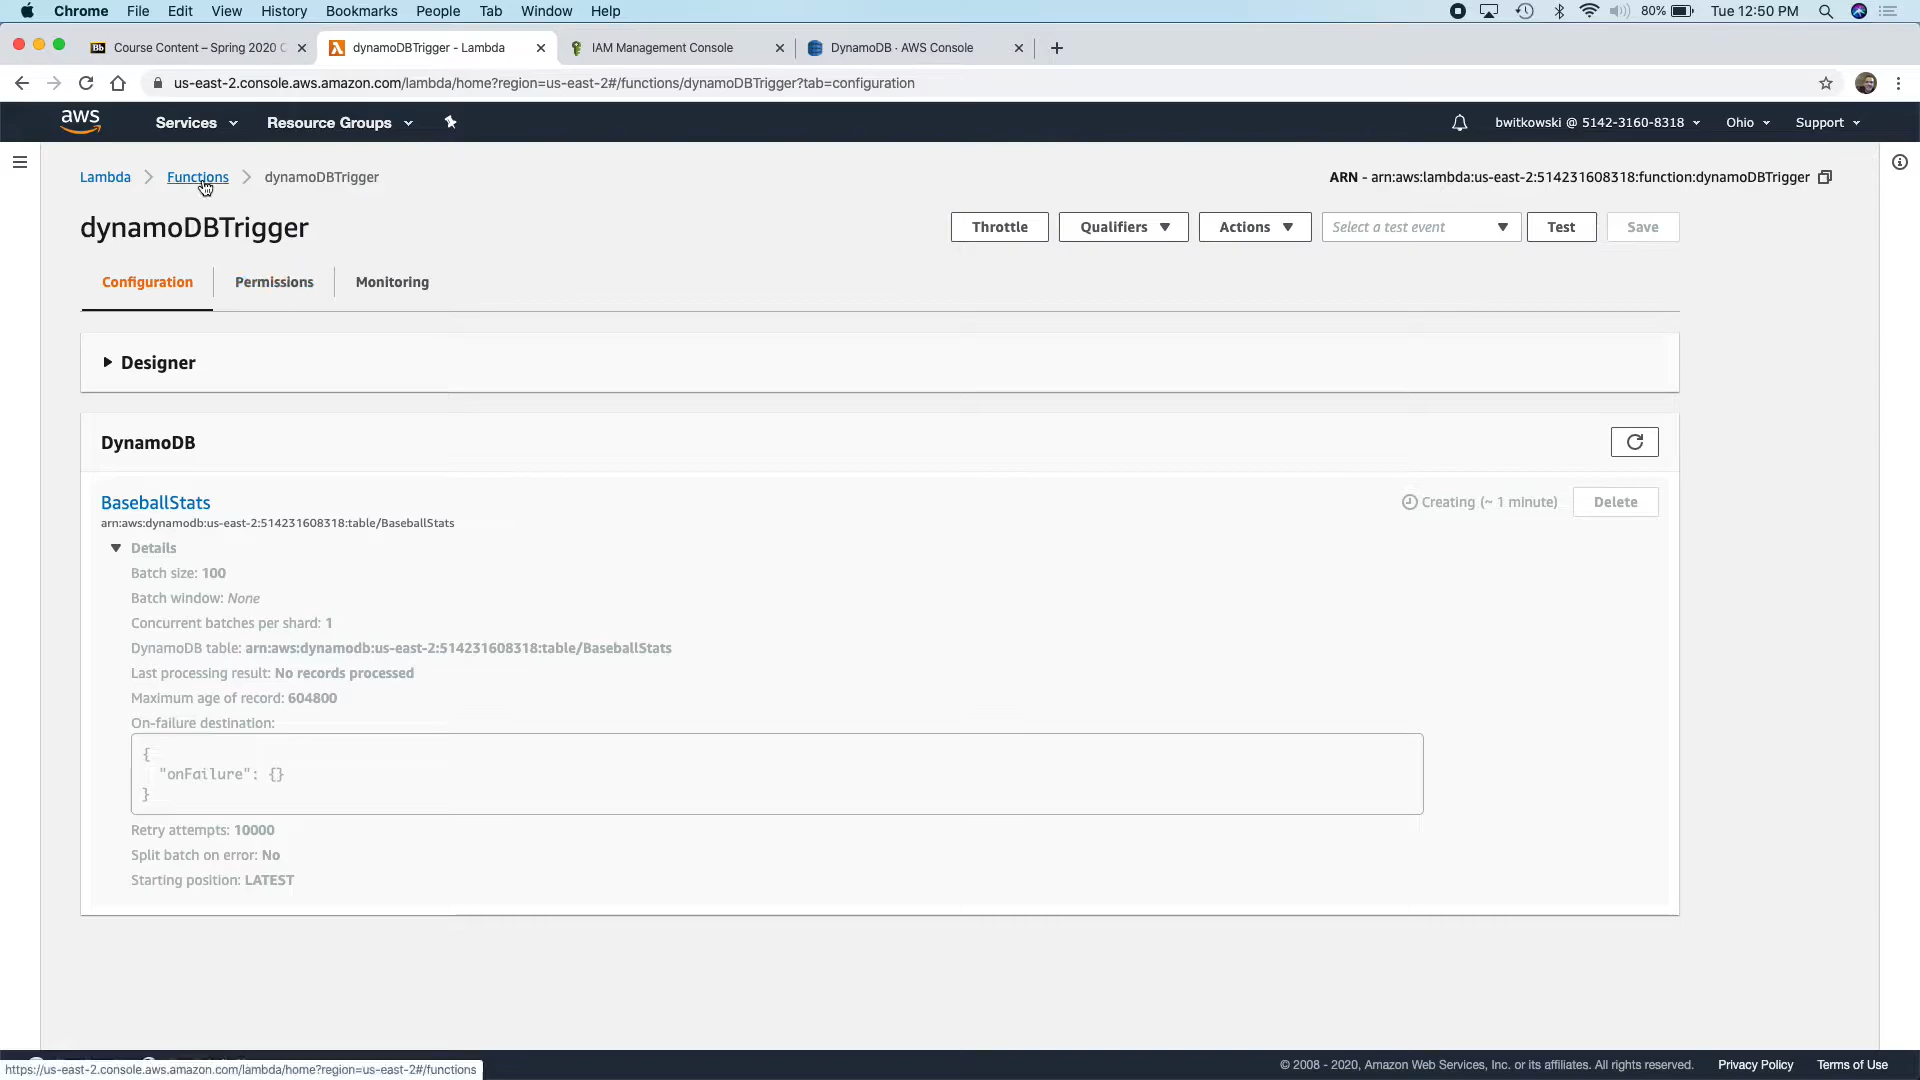 Chrome File Edit View History Bookmarks People Tab Window Help 80% Tue 12:50 PM
Bb Course Content – Spring 2020 C dynamoDBTrigger - Lambda IAM Management Console DynamoDB · AWS Console
us-east-2.console.aws.amazon.com/lambda/home?region=us-east-2#/functions/dynamoDBTrigger?tab=configuration
aws Services Resource Groups bwitkowski @ 5142-3160-8318 Ohio Support
Lambda Functions dynamoDBTrigger ARN - arn:aws:lambda:us-east-2:514231608318:function:dynamoDBTrigger
dynamoDBTrigger Throttle Qualifiers Actions Select a test event Test Save
Configuration Permissions Monitoring
Designer
DynamoDB
BaseballStats Creating (~ 1 minute) Delete
arn:aws:dynamodb:us-east-2:514231608318:table/BaseballStats
Details
Batch size: 100
Batch window: None
Concurrent batches per shard: 1
DynamoDB table: arn:aws:dynamodb:us-east-2:514231608318:table/BaseballStats
Last processing result: No records processed
Maximum age of record: 604800
On-failure destination:
{
"onFailure": {}
}
Retry attempts: 10000
Split batch on error: No
Starting position: LATEST
© 2008 - 2020, Amazon Web Services, Inc. or its affiliates. All rights reserved. Privacy Policy Terms of Use
https://us-east-2.console.aws.amazon.com/lambda/home?region=us-east-2#/functions